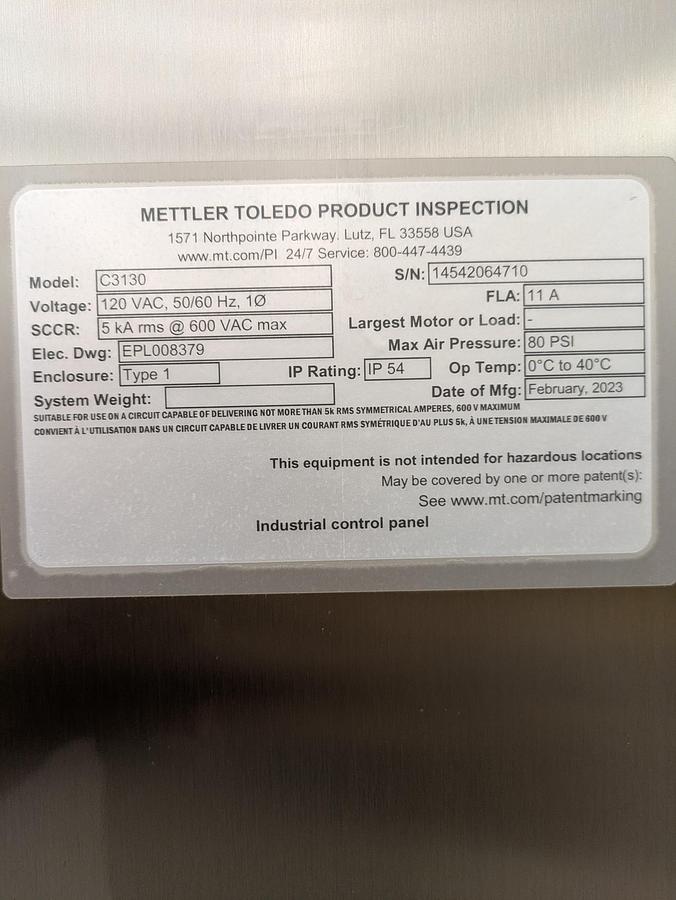 METTLER TOLEDO PRODUCT INSPECTION
1571 Northpointe Parkway. Lutz, FL 33558 USA
www.mt.com/PI 24/7 Service: 800-447-4439
Model: C3130 S/N: 14542064710
Voltage: 120 VAC, 50/60 Hz, 1Ø FLA: 11 A
SCCR: 5 kA rms @ 600 VAC max Largest Motor or Load: -
Elec. Dwg: EPL008379 Max Air Pressure: 80 PSI
Enclosure: Type 1 IP Rating: IP 54 Op Temp: 0°C to 40°C
System Weight: Date of Mfg: February, 2023
SUITABLE FOR USE ON A CIRCUIT CAPABLE OF DELIVERING NOT MORE THAN 5k RMS SYMMETRICAL AMPERES, 600 V MAXIMUM
CONVIENT À L'UTILISATION DANS UN CIRCUIT CAPABLE DE LIVRER UN COURANT RMS SYMÉTRIQUE D'AU PLUS 5k, À UNE TENSION MAXIMALE DE 600 V
This equipment is not intended for hazardous locations
May be covered by one or more patent(s):
See www.mt.com/patentmarking
Industrial control panel